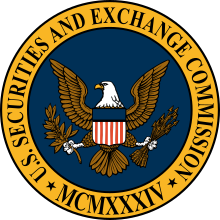 U.S. SECURITIES AND EXCHANGE COMMISSION
MCMXXXIV